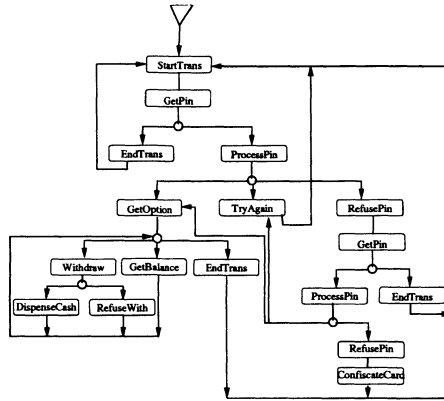 StartTrans
GetPin
EndTrans
ProcessPin
GetOption
TryAgain
RefusePin
GetPin
Withdraw
GetBalance
EndTrans
ProcessPin
EndTrans
DispenseCash
RefuseWith
RefusePin
ConfiscateCard